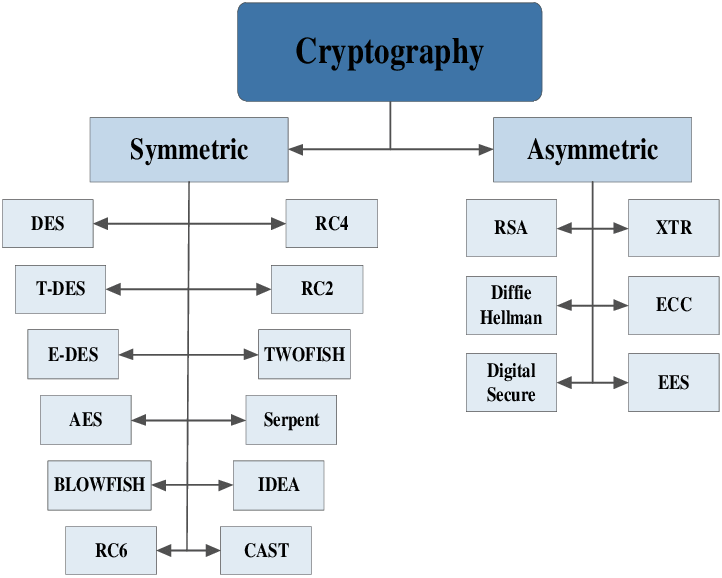 Cryptography
Symmetric
Asymmetric
DES
RC4
T-DES
RC2
E-DES
TWOFISH
AES
Serpent
BLOWFISH
IDEA
RC6
CAST
RSA
XTR
Diffie
Hellman
ECC
Digital
Secure
EES